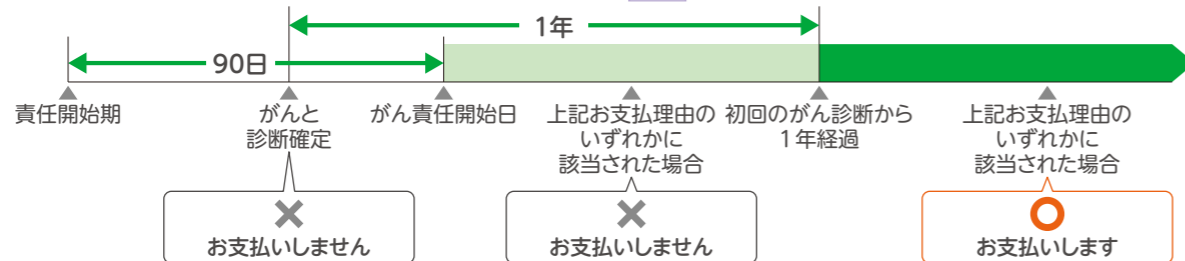 1年
90日
責任開始期
がんと
診断確定
がん責任開始日
上記お支払理由の
いずれかに
該当された場合
初回のがん診断から
1年経過
上記お支払理由の
いずれかに
該当された場合
×
お支払いしません
×
お支払いしません
○
お支払いします